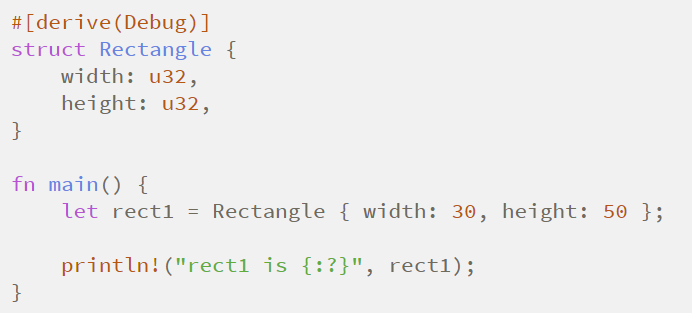 #[derive(Debug)]
struct Rectangle {
    width: u32,
    height: u32,
}

fn main() {
    let rect1 = Rectangle { width: 30, height: 50 };

    println!("rect1 is {:?}", rect1);
}